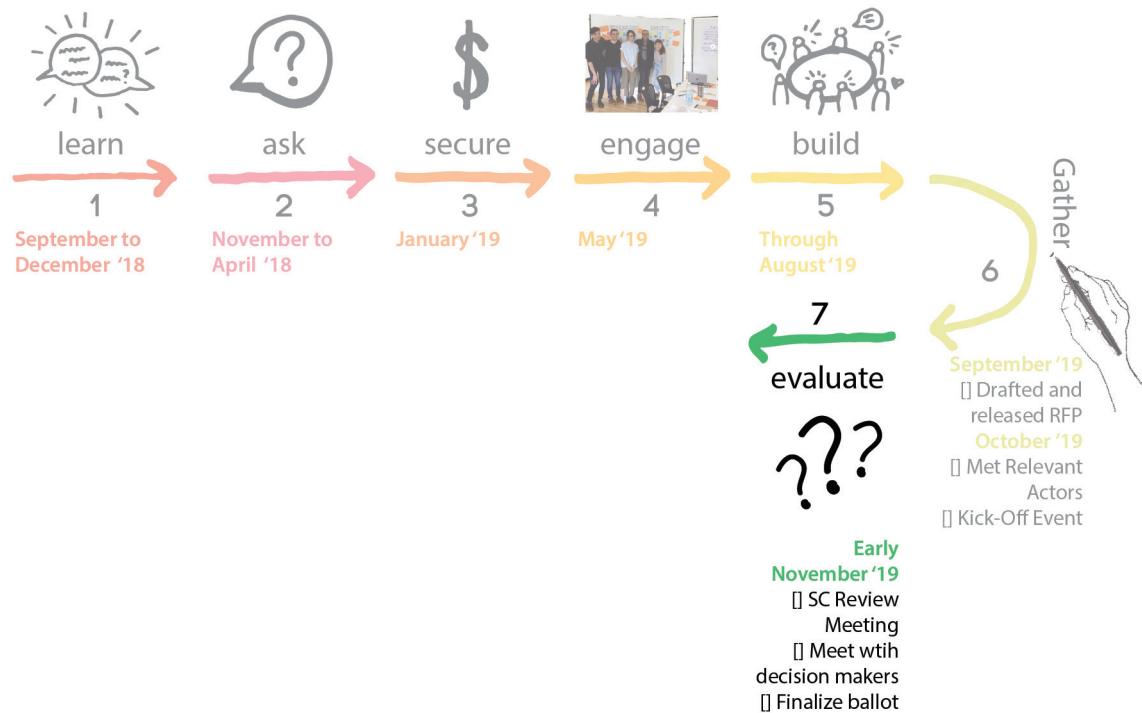 learn
1
September to
December '18
ask
2
November to
April '18
secure
3
January '19
engage
4
May '19
build
5
Through
August '19
Gather
6
September '19
[] Drafted and
released RFP
October '19
[] Met Relevant
Actors
[] Kick-Off Event
7
evaluate
Early
November '19
[] SC Review
Meeting
[] Meet wtih
decision makers
[] Finalize ballot